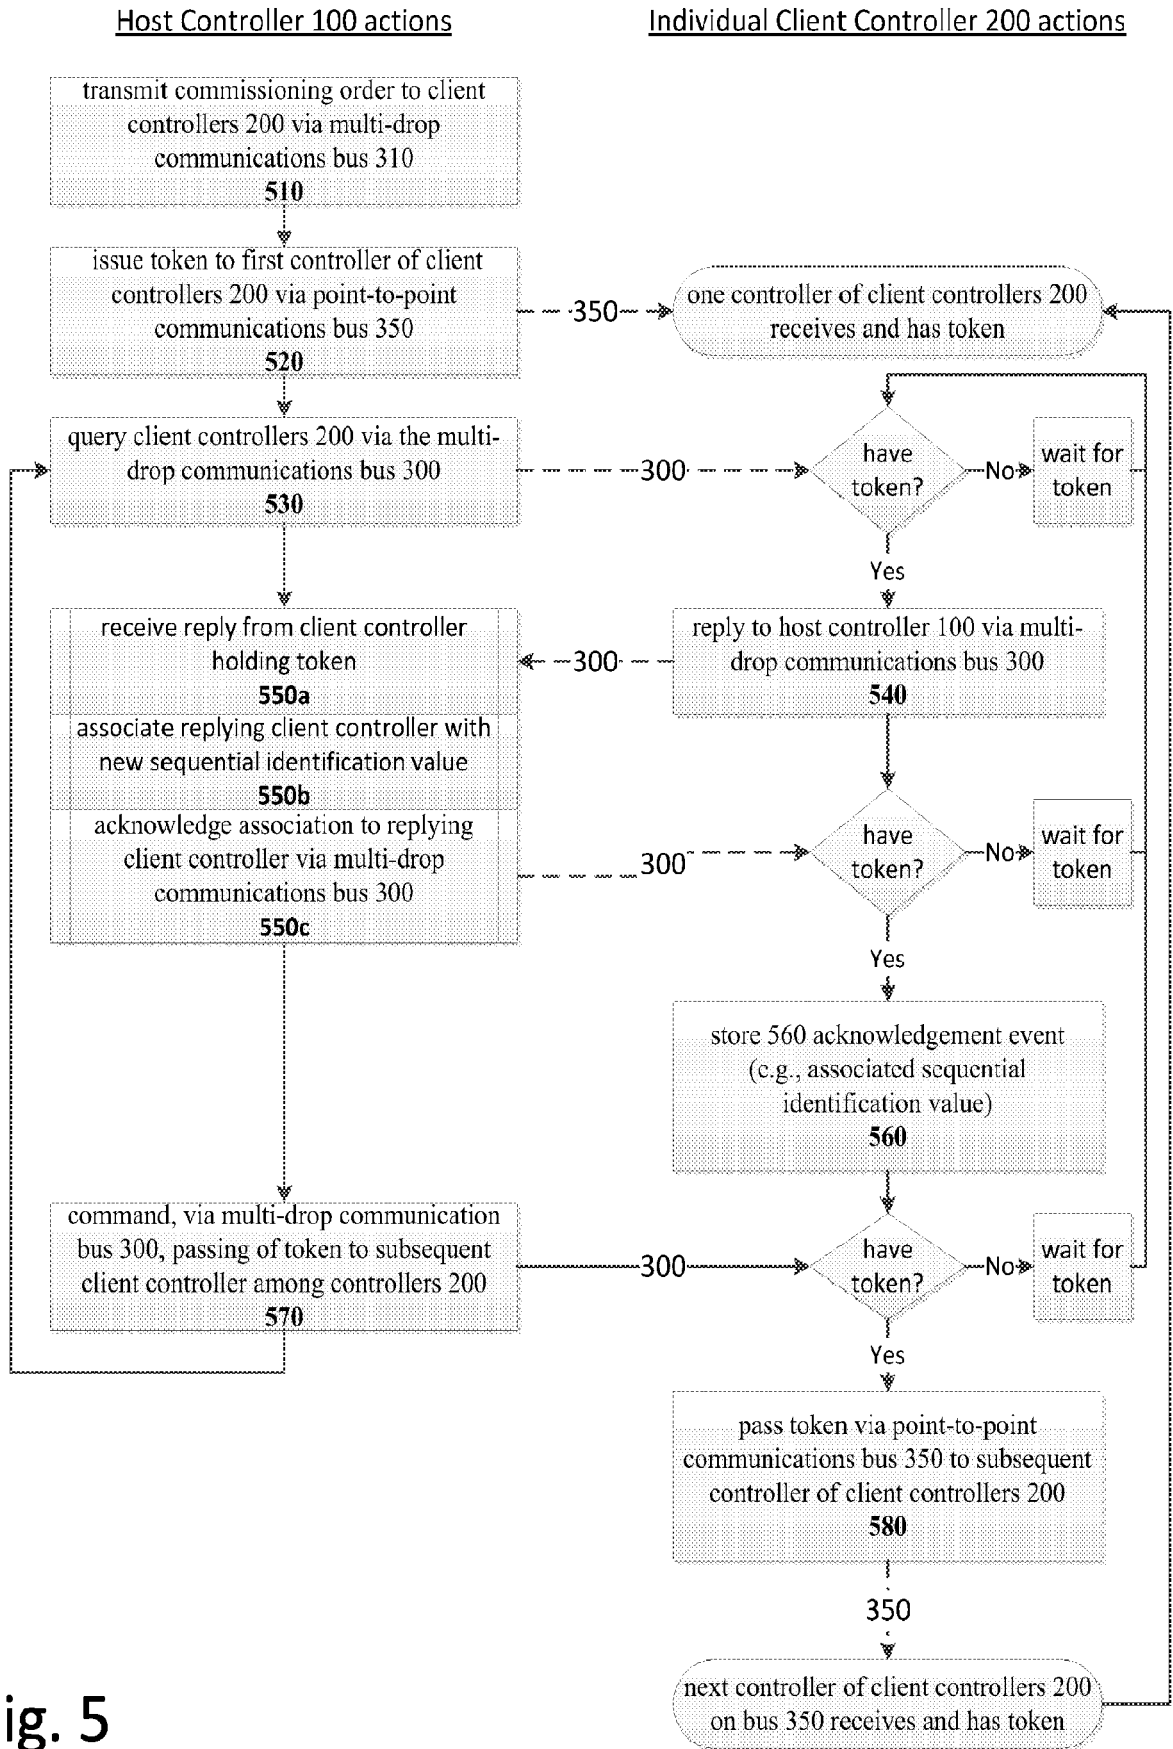 Host Controller 100 actions
Individual Client Controller 200 actions
transmit commissioning order to client
controllers 200 via multi-drop
communications bus 310
510
issue token to first controller of client
controllers 200 via point-to-point
communications bus 350
520
350
one controller of client controllers 200
receives and has token
query client controllers 200 via the multi-
drop communications bus 300
530
300
have
token?
No
wait for
token
Yes
receive reply from client controller
holding token
550a
300
reply to host controller 100 via multi-
drop communications bus 300
540
associate replying client controller with
new sequential identification value
550b
acknowledge association to replying
client controller via multi-drop
communications bus 300
550c
300
have
token?
No
wait for
token
Yes
store 560 acknowledgement event
(e.g., associated sequential
identification value)
560
command, via multi-drop communication
bus 300, passing of token to subsequent
client controller among controllers 200
570
300
have
token?
No
wait for
token
Yes
pass token via point-to-point
communications bus 350 to subsequent
controller of client controllers 200
580
350
next controller of client controllers 200
on bus 350 receives and has token
ig. 5